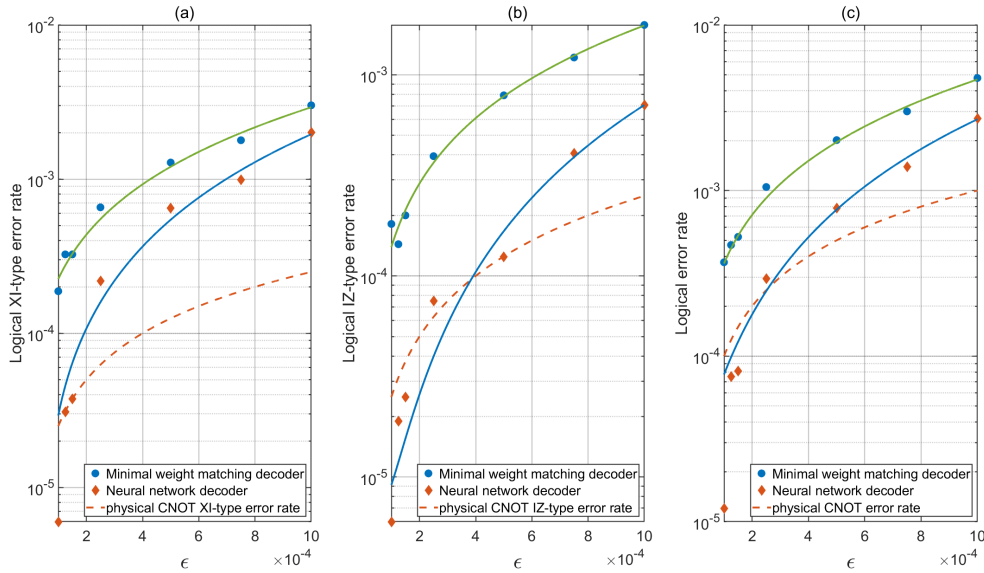 (a)
Logical XI-type error rate
10^-2
10^-3
10^-4
10^-5
Minimal weight matching decoder
Neural network decoder
physical CNOT XI-type error rate
2 4 6 8 10
ϵ
×10^-4
(b)
Logical IZ-type error rate
10^-3
10^-4
10^-5
Minimal weight matching decoder
Neural network decoder
physical CNOT IZ-type error rate
2 4 6 8 10
ϵ
×10^-4
(c)
Logical error rate
10^-2
10^-3
10^-4
10^-5
Minimal weight matching decoder
Neural network decoder
physical CNOT error rate
2 4 6 8 10
ϵ
×10^-4